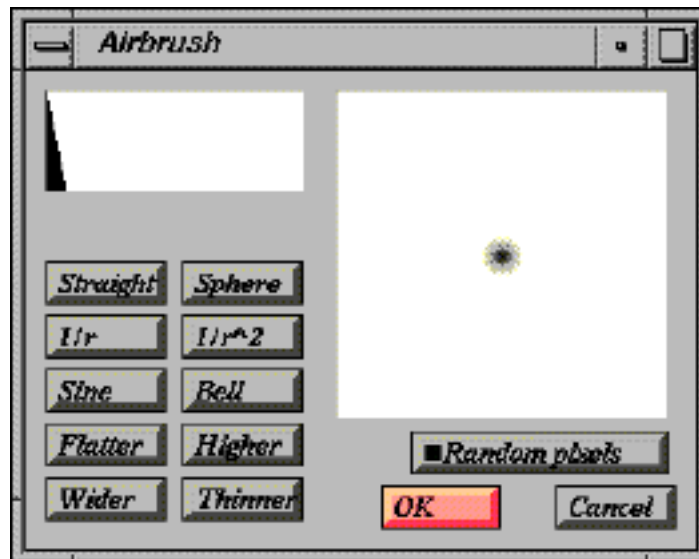 Airbrush
Straight Sphere
1/r 1/r^2
Sine Bell
Flatter Higher
Random pixels
Wider Thinner
OK Cancel